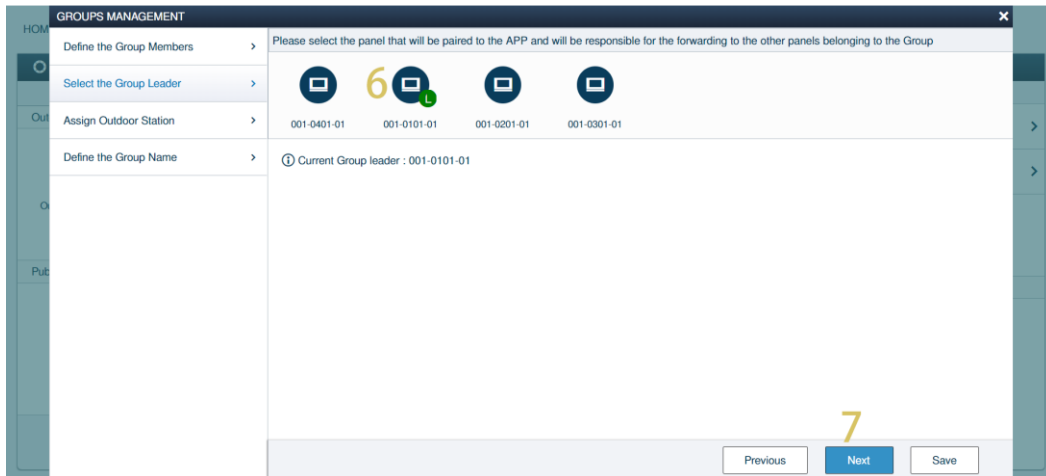 GROUPS MANAGEMENT
HOM
Define the Group Members
Please select the panel that will be paired to the APP and will be responsible for the forwarding to the other panels belonging to the Group
Select the Group Leader
6
L
Out
Assign Outdoor Station
001-0401-01 001-0101-01 001-0201-01 001-0301-01
Define the Group Name
Current Group leader : 001-0101-01
Pub
7
Previous Next Save